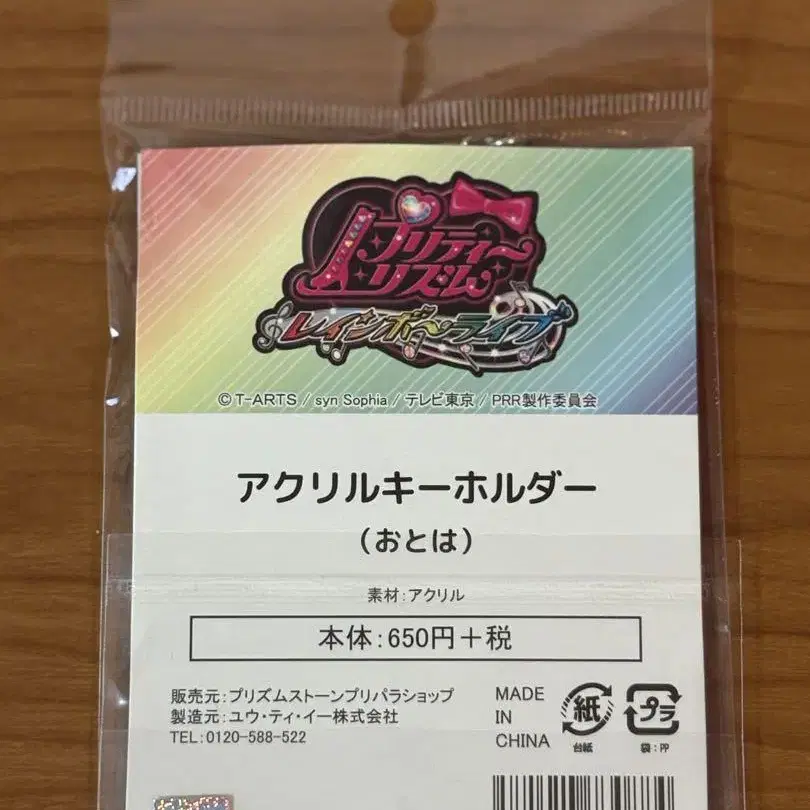 プリティー
リズム
レインボーライブ
© T-ARTS / syn Sophia / テレビ東京 / PRR製作委員会
アクリルキーホルダー
（おとは）
素材：アクリル
本体：650円＋税
販売元：プリズムストーンプリパラショップ
製造元：ユウ・ティ・イー株式会社
TEL：0120-588-522
MADE
IN
CHINA
紙
台紙
プラ
袋：PP